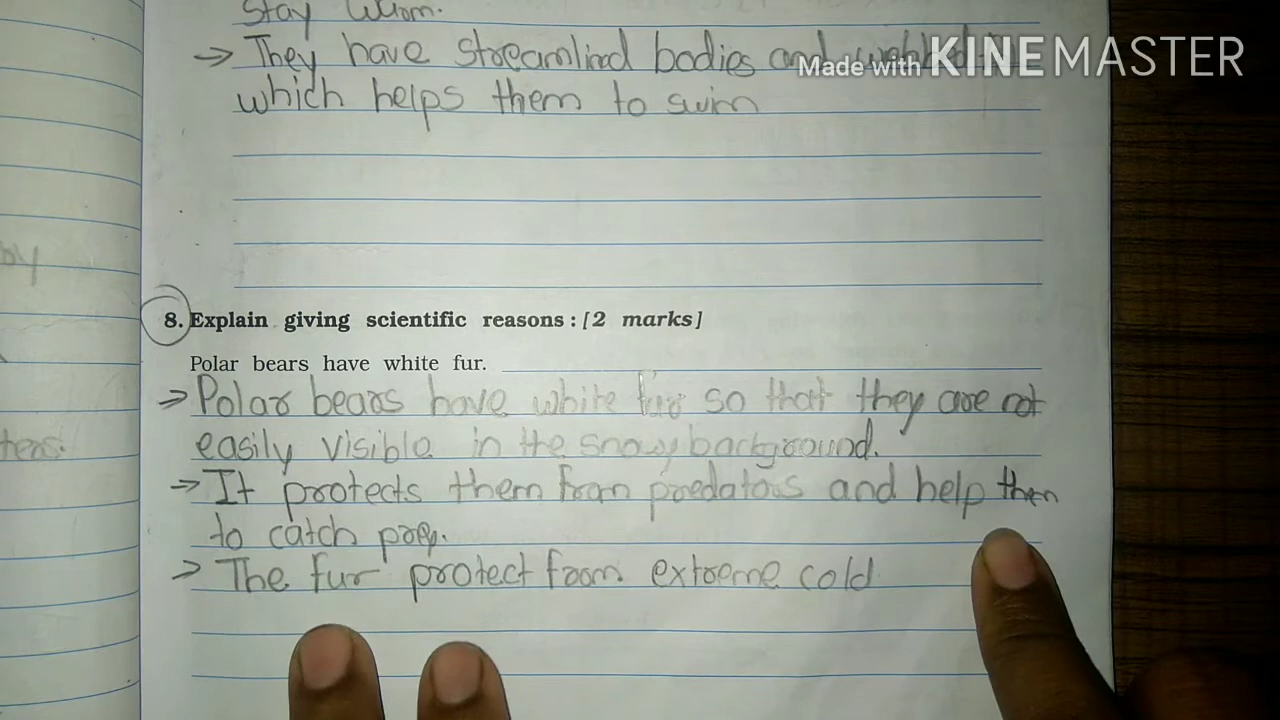 Stay warm.
→ They have streamlind bodies and webbed
which helps them to swim
Made with KINEMASTER
8. Explain giving scientific reasons : [2 marks]
Polar bears have white fur.
→ Polar bears have white fur so that they are not
easily visible in the snowy background.
→ It protects them from predators and help them
to catch prey.
→ The fur protect from extreme cold